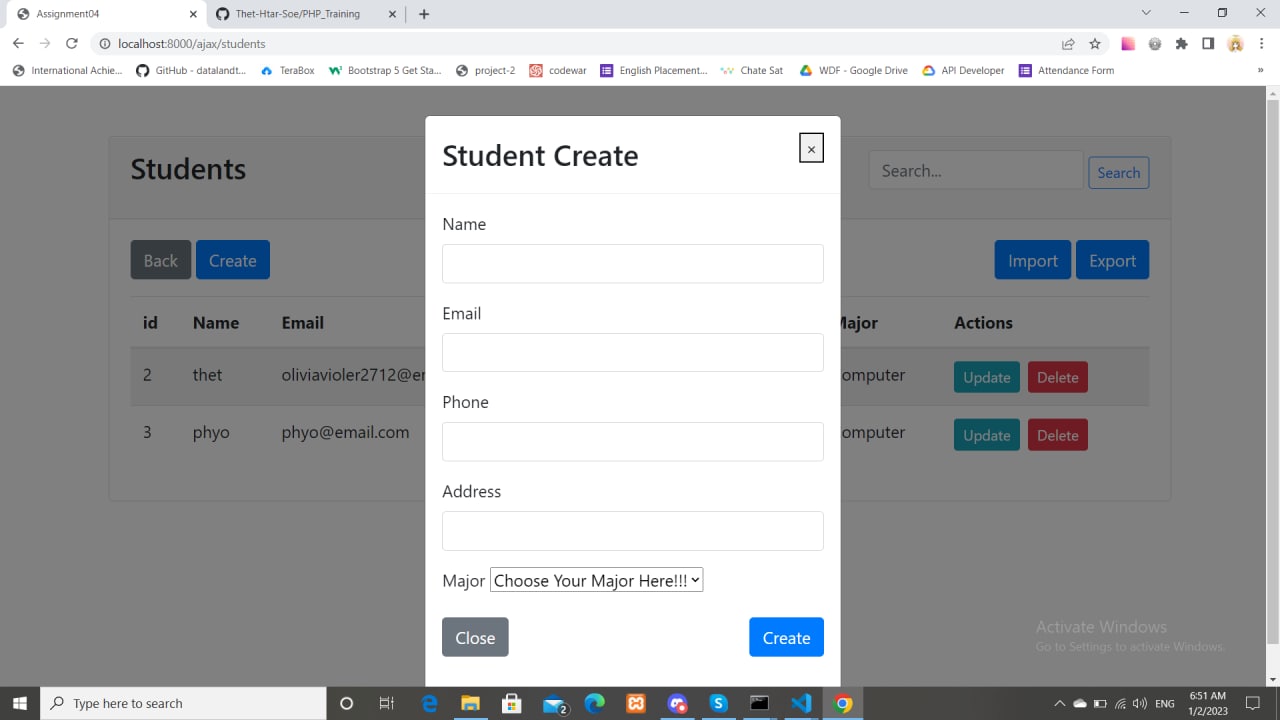 Assignment04
Thet-Htar-Soe/PHP_Training
localhost:8000/ajax/students
International Achie...
GitHub - datalandt...
TeraBox
Bootstrap 5 Get Sta...
project-2
codewar
English Placement...
Chate Sat
WDF - Google Drive
API Developer
Attendance Form
»
Students
Search...
Search
Back
Create
Import
Export
id Name Email Major Actions
2 thet oliviavioler2712@e omputer Update Delete
3 phyo phyo@email.com omputer Update Delete
Student Create
×
Name
Email
Phone
Address
Major Choose Your Major Here!!!
Close
Create
Activate Windows
Go to Settings to activate Windows.
Type here to search
2
ENG
6:51 AM
1/2/2023